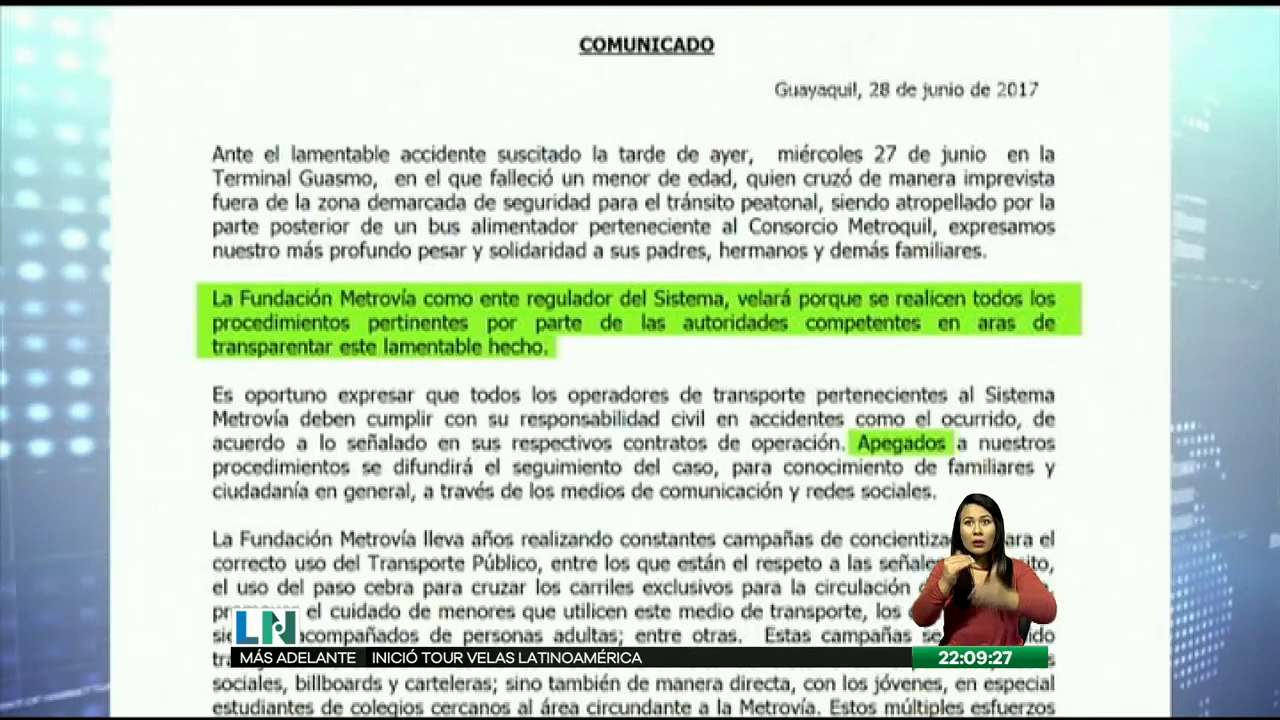 COMUNICADO
Guayaquil, 28 de junio de 2017
Ante el lamentable accidente suscitado la tarde de ayer, miércoles 27 de junio en la
Terminal Guasmo, en el que falleció un menor de edad, quien cruzó de manera imprevista
fuera de la zona demarcada de seguridad para el tránsito peatonal, siendo atropellado por la
parte posterior de un bus alimentador perteneciente al Consorcio Metroquil, expresamos
nuestro más profundo pesar y solidaridad a sus padres, hermanos y demás familiares.
La Fundación Metrovía como ente regulador del Sistema, velará porque se realicen todos los
procedimientos pertinentes por parte de las autoridades competentes en aras de
transparentar este lamentable hecho.
Es oportuno expresar que todos los operadores de transporte pertenecientes al Sistema
Metrovía deben cumplir con su responsabilidad civil en accidentes como el ocurrido, de
acuerdo a lo señalado en sus respectivos contratos de operación. Apegados a nuestros
procedimientos se difundirá el seguimiento del caso, para conocimiento de familiares y
ciudadanía en general, a través de los medios de comunicación y redes sociales.
La Fundación Metrovía lleva años realizando constantes campañas de ara el
correcto uso del Transporte Público, entre los que están el respeto a las
el uso del paso cebra para cruzar los carriles exclusivos para la circulación
el cuidado de menores que utilicen este medio de transporte, los
acompañados de personas adultas; entre otras. Estas campañas
LN
MÁS ADELANTE INICIÓ TOUR VELAS LATINOAMÉRICA 22:09:27
sociales, billboards y carteleras; sino también de manera directa, con los jóvenes, en especial
estudiantes de colegios cercanos al área circundante a la Metrovía. Estos múltiples esfuerzos